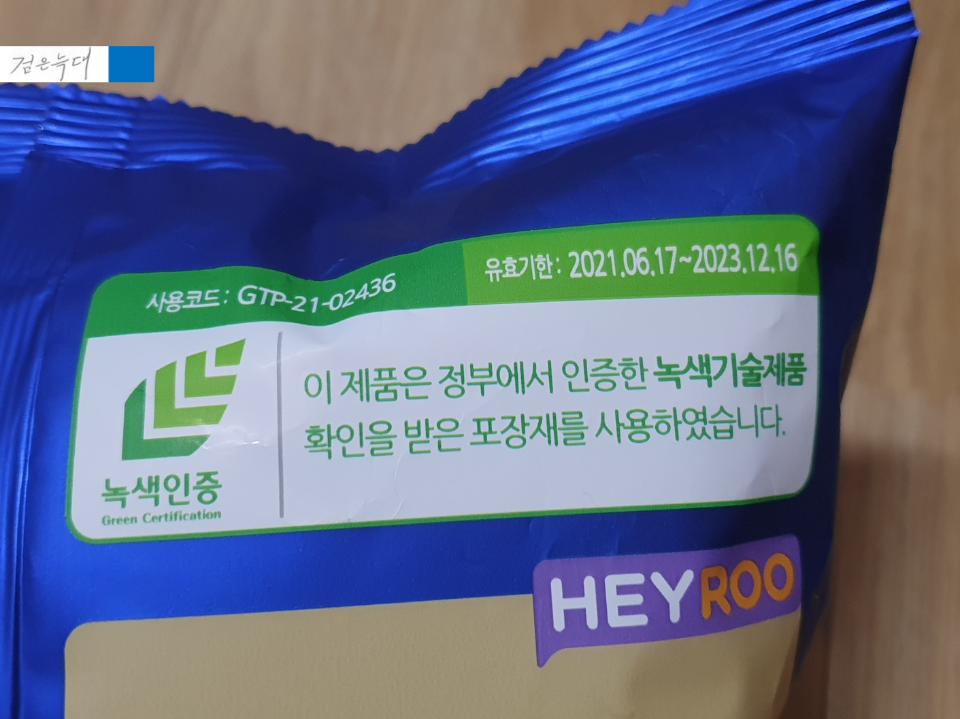 검은늑대
사용코드: GTP-21-02436
유효기한: 2021.06.17~2023.12.16
이 제품은 정부에서 인증한 녹색기술제품
확인을 받은 포장재를 사용하였습니다.
녹색인증
Green Certification
HEYROO